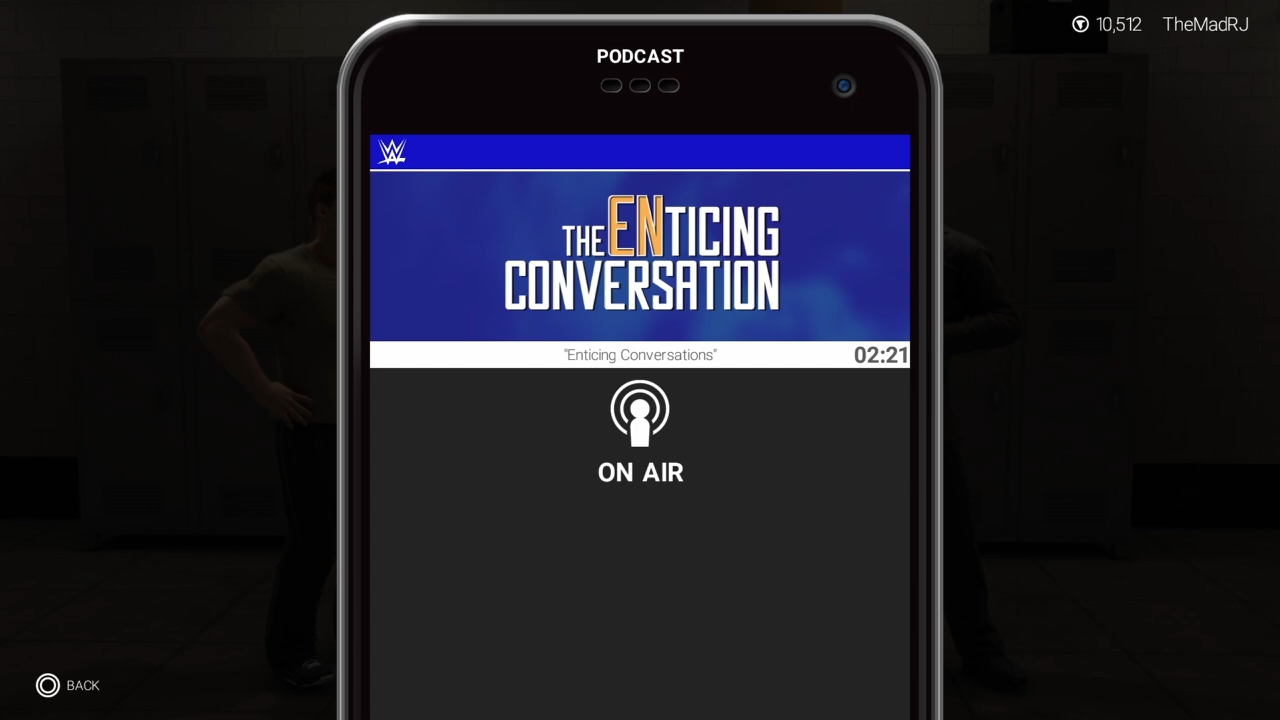 10,512 TheMadRJ
PODCAST
W
THE ENTICING
CONVERSATION
"Enticing Conversations" 02:21
ON AIR
BACK